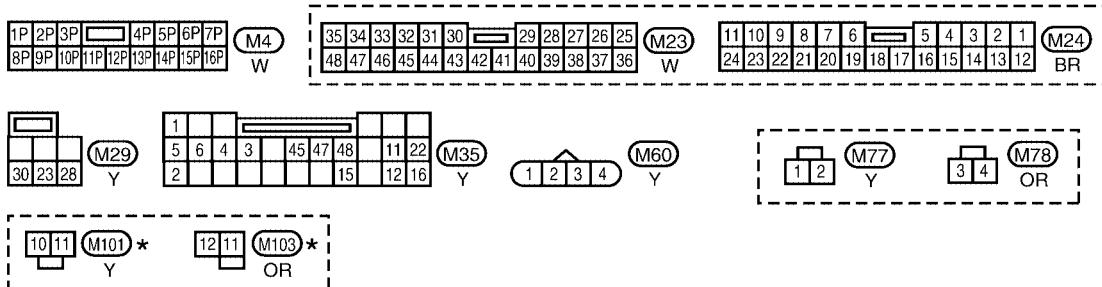 1P 2P 3P 4P 5P 6P 7P
8P 9P 10P 11P 12P 13P 14P 15P 16P
M4
W
35 34 33 32 31 30 29 28 27 26 25
48 47 46 45 44 43 42 41 40 39 38 37 36
M23
W
11 10 9 8 7 6 5 4 3 2 1
24 23 22 21 20 19 18 17 16 15 14 13 12
M24
BR
30 23 28
M29
Y
1
5 6 4 3 45 47 48 11 22
2 15 12 16
M35
Y
1 2 3 4
M60
Y
1 2
M77
Y
3 4
M78
OR
10 11
M101 *
Y
12 11
M103 *
OR